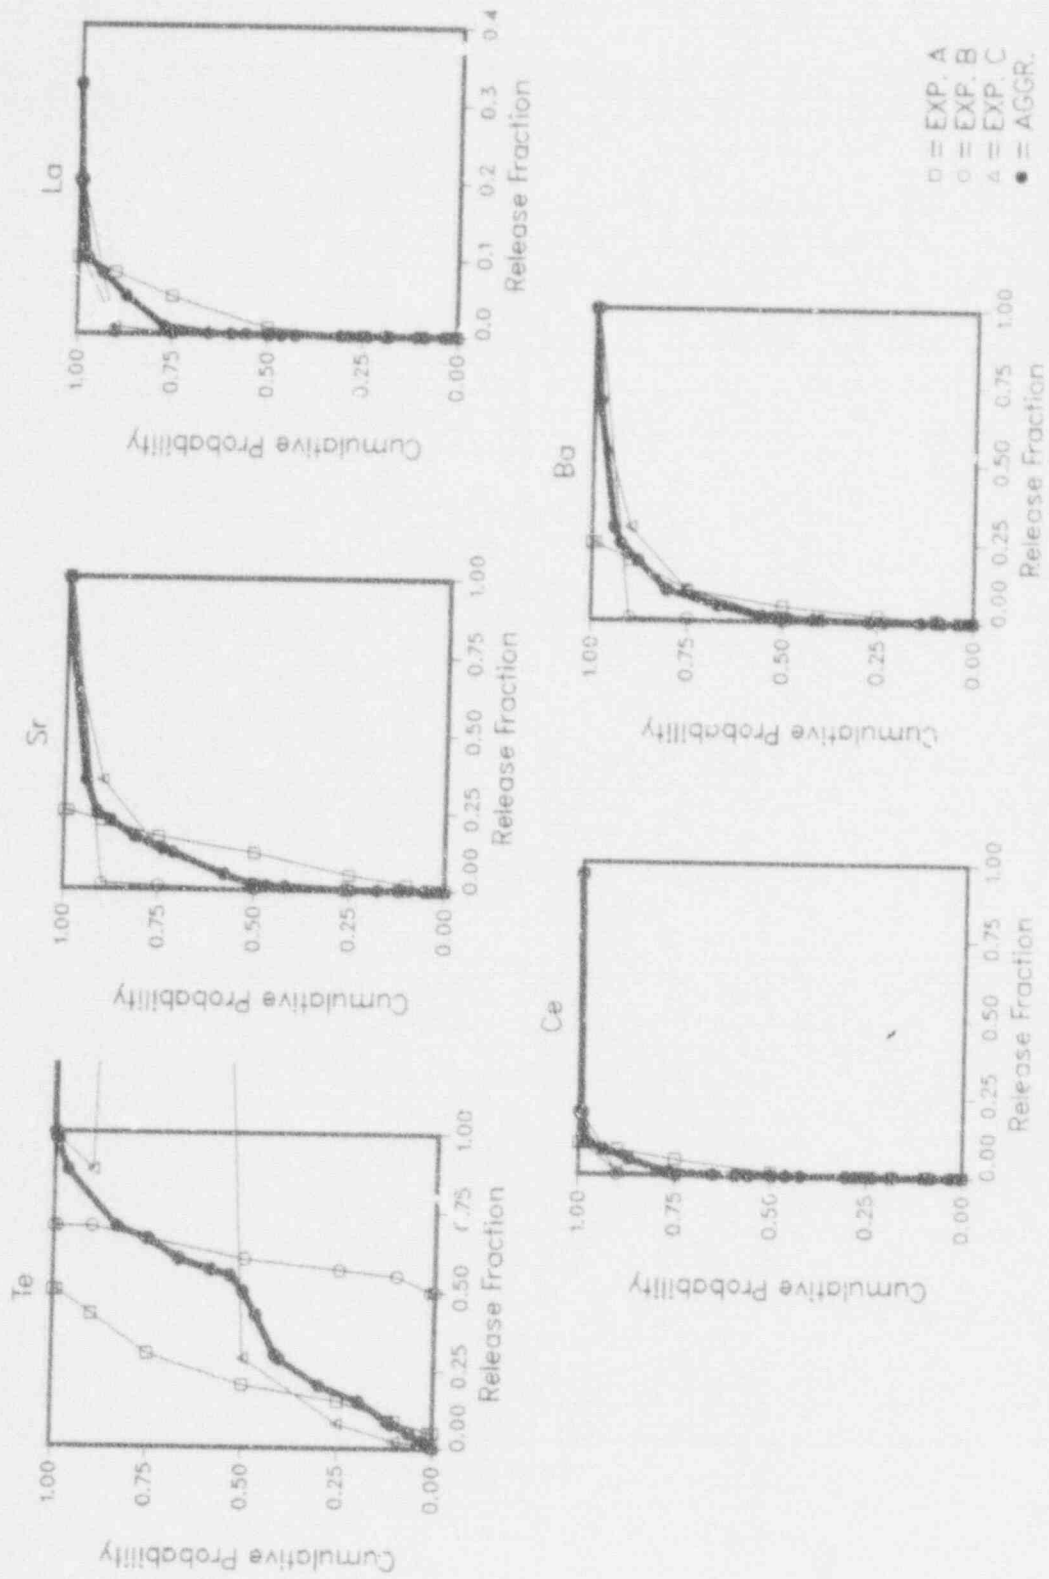 Te
Cumulative Probability
1.00
0.75
0.50
0.25
0.00
0.00 0.25 0.50 0.75 1.00
Release Fraction
Sr
Cumulative Probability
1.00
0.75
0.50
0.25
0.00
0.00 0.25 0.50 0.75 1.00
Release Fraction
La
Cumulative Probability
1.00
0.75
0.50
0.25
0.00
0.0 0.1 0.2 0.3 0.4
Release Fraction
Ce
Cumulative Probability
1.00
0.75
0.50
0.25
0.00
0.00 0.25 0.50 0.75 1.00
Release Fraction
Ba
Cumulative Probability
1.00
0.75
0.50
0.25
0.00
0.00 0.25 0.50 0.75 1.00
Release Fraction
□ = EXP. A
○ = EXP. B
△ = EXP. C
● = AGGR.